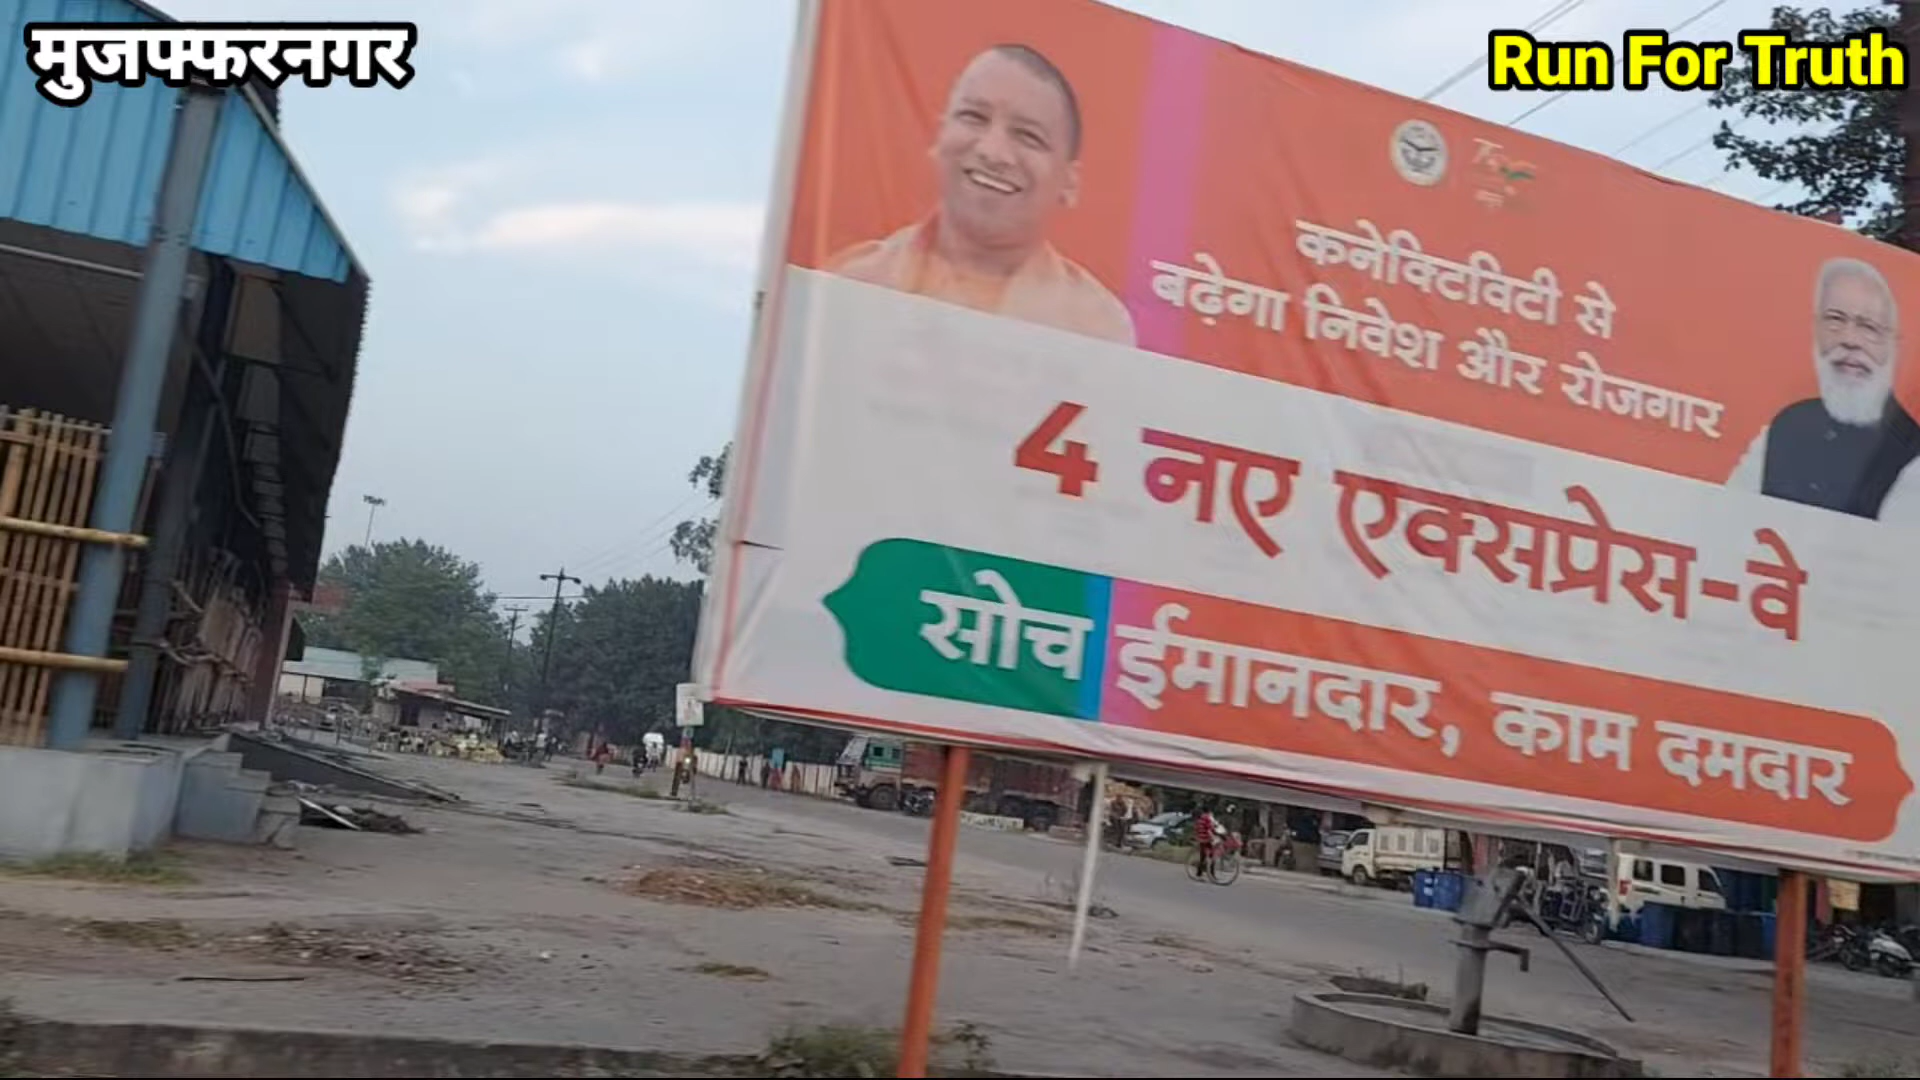 मुजफ्फरनगर
Run For Truth
कनेक्टिविटी से
बढ़ेगा निवेश और रोजगार
4 नए एक्सप्रेस-वे
सोच ईमानदार, काम दमदार